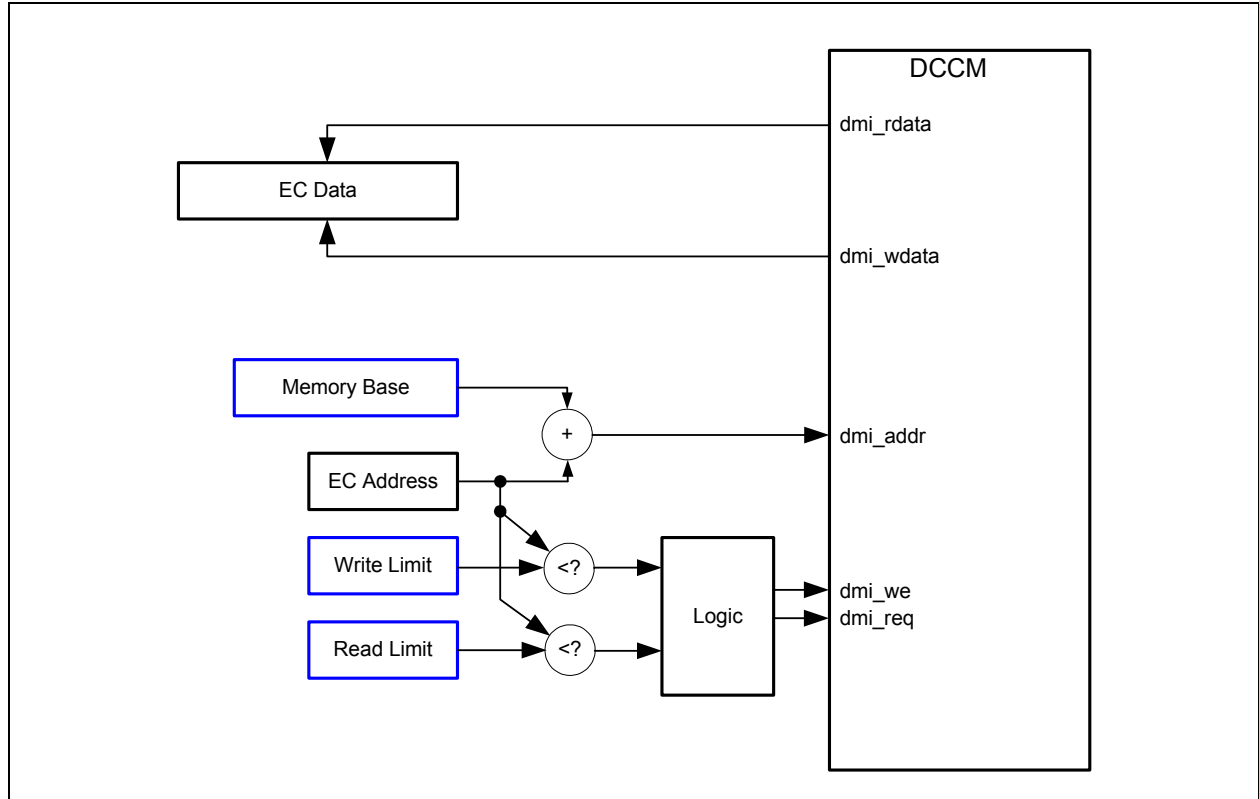 DCCM
dmi_rdata
EC Data
dmi_wdata
Memory Base
+
dmi_addr
EC Address
Write Limit
<?
dmi_we
Logic
dmi_req
Read Limit
<?